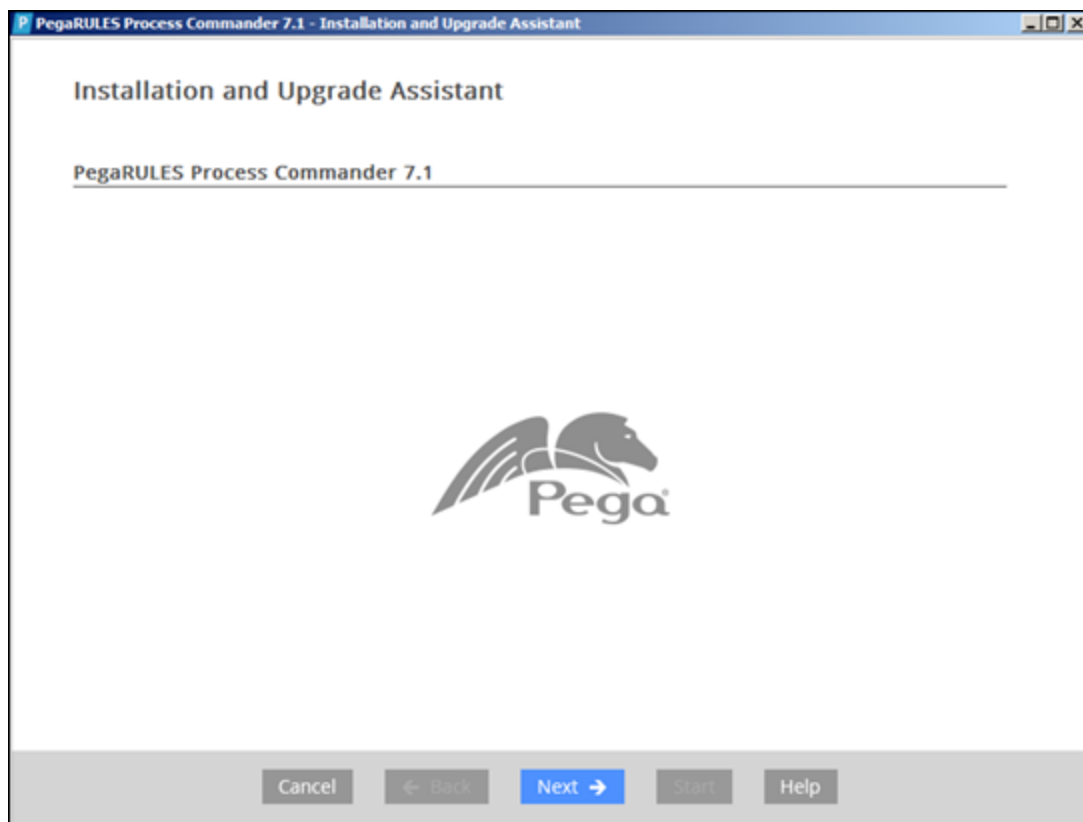 PegaRULES Process Commander 7.1 - Installation and Upgrade Assistant
Installation and Upgrade Assistant
PegaRULES Process Commander 7.1
Pega
Cancel
Back
Next
Start
Help